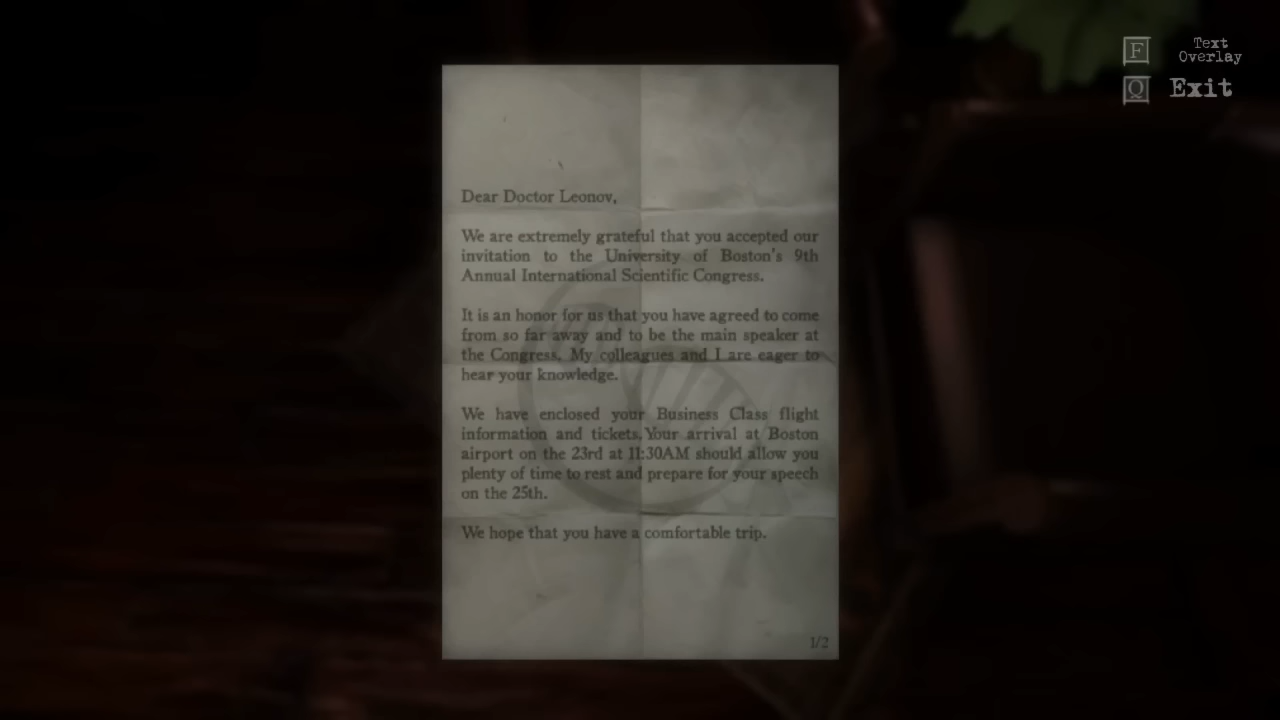 F Text
Overlay
Q Exit
Dear Doctor Leonov,
We are extremely grateful that you accepted our
invitation to the University of Boston's 9th
Annual International Scientific Congress.
It is an honor for us that you have agreed to come
from so far away and to be the main speaker at
the Congress. My colleagues and I are eager to
hear your knowledge.
We have enclosed your Business Class flight
information and tickets. Your arrival at Boston
airport on the 23rd at 11:30AM should allow you
plenty of time to rest and prepare for your speech
on the 25th.
We hope that you have a comfortable trip.
1/2